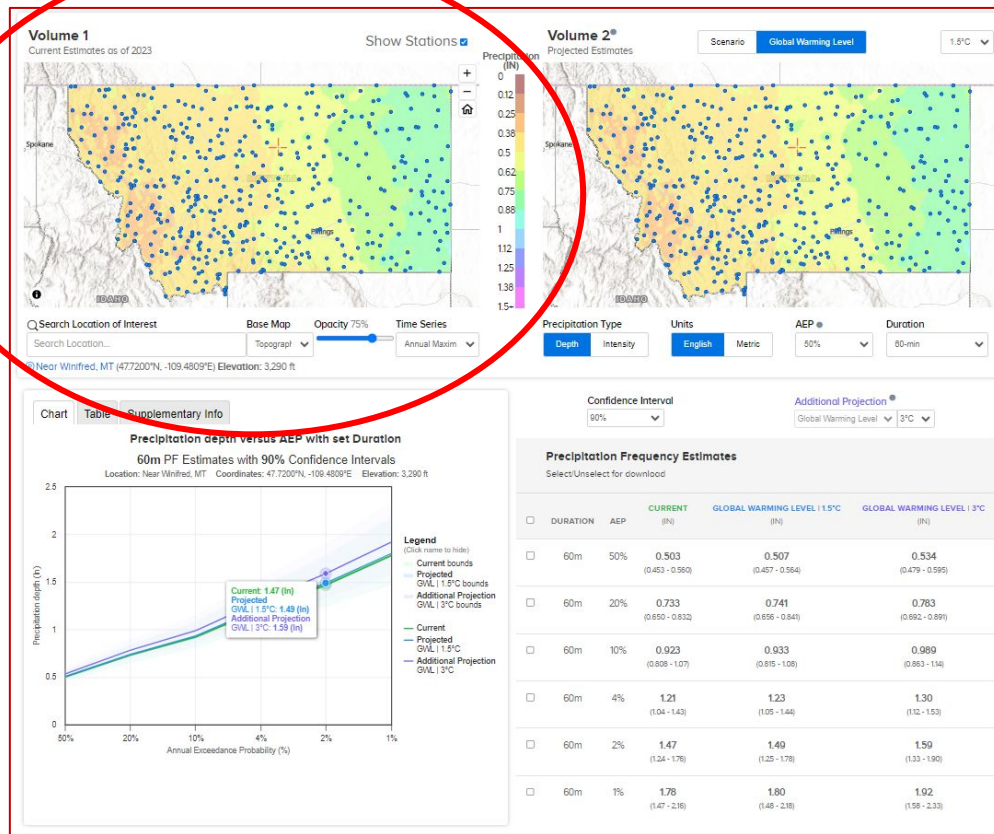 Volume 1
Current Estimates as of 2023
Show Stations
Precipitation
(IN)
0
0.12
0.25
0.38
0.5
0.62
0.75
0.88
1
1.12
1.25
1.38
1.5+
+
−
Spokane
Billings
IDAHO
Search Location of Interest
Base Map
Opacity 75%
Time Series
Search Location...
Topograph
Annual Maxim
Near Winifred, MT (47.7200°N, -109.4809°E) Elevation: 3,290 ft
Volume 2
Projected Estimates
Scenario
Global Warming Level
1.5°C
Spokane
Billings
IDAHO
Precipitation Type
Units
AEP
Duration
Depth
Intensity
English
Metric
50%
60-min
Chart
Table
Supplementary Info
Precipitation depth versus AEP with set Duration
60m PF Estimates with 90% Confidence Intervals
Location: Near Winifred, MT Coordinates: 47.7200°N, -109.4809°E Elevation: 3,290 ft
Precipitation depth (in)
2.5
2
1.5
1
0.5
0
50%
20%
10%
4%
2%
1%
Annual Exceedance Probability (%)
Current: 1.47 (In)
Projected
GWL | 1.5°C: 1.49 (In)
Additional Projection
GWL | 3°C: 1.59 (In)
Legend
(Click name to hide)
Current bounds
Projected
GWL | 1.5°C bounds
Additional Projection
GWL | 3°C bounds
Current
Projected
GWL | 1.5°C
Additional Projection
GWL | 3°C
Confidence Interval
90%
Additional Projection
Global Warming Level
3°C
Precipitation Frequency Estimates
Select/Unselect for download
DURATION AEP CURRENT (IN) GLOBAL WARMING LEVEL | 1.5°C (IN) GLOBAL WARMING LEVEL | 3°C (IN)
60m 50% 0.503 0.507 0.534
(0.453 - 0.560) (0.457 - 0.564) (0.479 - 0.595)
60m 20% 0.733 0.741 0.783
(0.650 - 0.832) (0.656 - 0.841) (0.692 - 0.891)
60m 10% 0.923 0.933 0.989
(0.808 - 1.07) (0.815 - 1.08) (0.863 - 1.14)
60m 4% 1.21 1.23 1.30
(1.04 - 1.43) (1.05 - 1.44) (1.12 - 1.53)
60m 2% 1.47 1.49 1.59
(1.24 - 1.76) (1.25 - 1.78) (1.33 - 1.90)
60m 1% 1.78 1.80 1.92
(1.47 - 2.16) (1.48 - 2.18) (1.58 - 2.33)